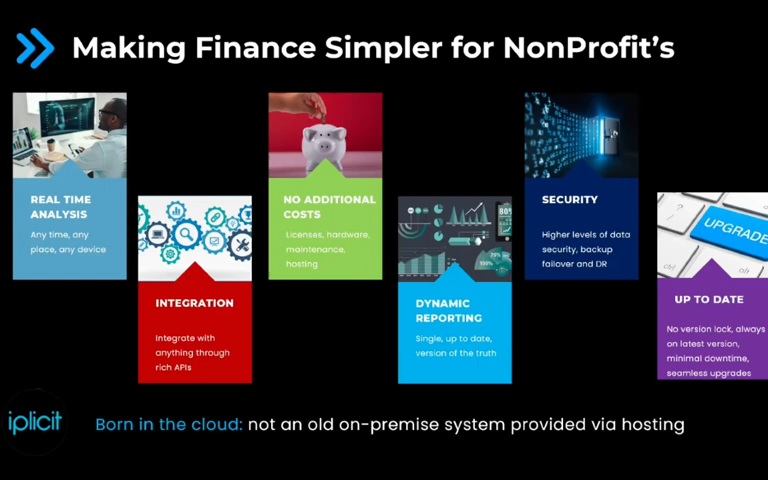 Making Finance Simpler for NonProfit's
REAL TIME
ANALYSIS
Any time, any
place, any device
INTEGRATION
Integrate with
anything through
rich APIs
NO ADDITIONAL
COSTS
Licenses, hardware,
maintenance,
hosting
80%
75%
100%
DYNAMIC
REPORTING
Single, up to date,
version of the truth
SECURITY
Higher levels of data
security, backup
failover and DR
UPGRADE
ctrl
UP TO DATE
No version lock, always
on latest version,
minimal downtime,
seamless upgrades
iplicit
Born in the cloud: not an old on-premise system provided via hosting